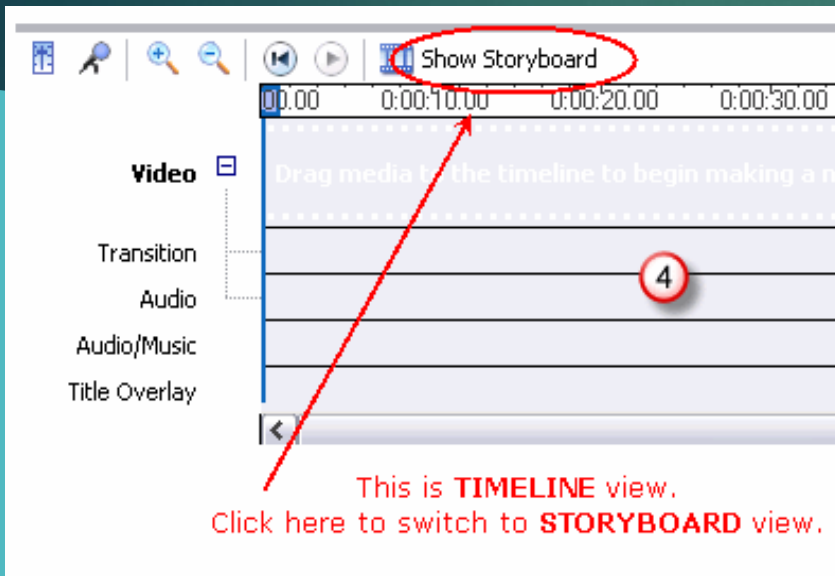 Show Storyboard
00.00 0:00:10.00 0:00:20.00 0:00:30.00
Video
Drag media to the timeline to begin making a
Transition
4
Audio
Audio/Music
Title Overlay
This is TIMELINE view.
Click here to switch to STORYBOARD view.